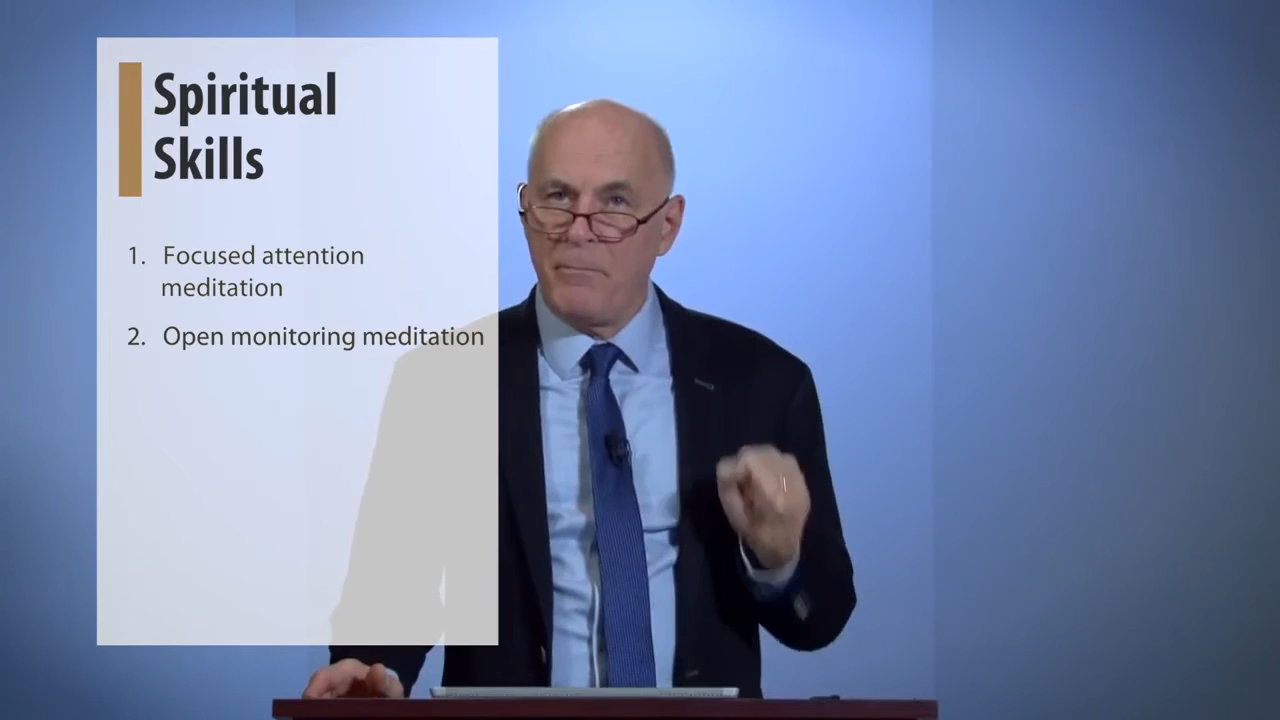 Spiritual
Skills
1. Focused attention
meditation
2. Open monitoring meditation